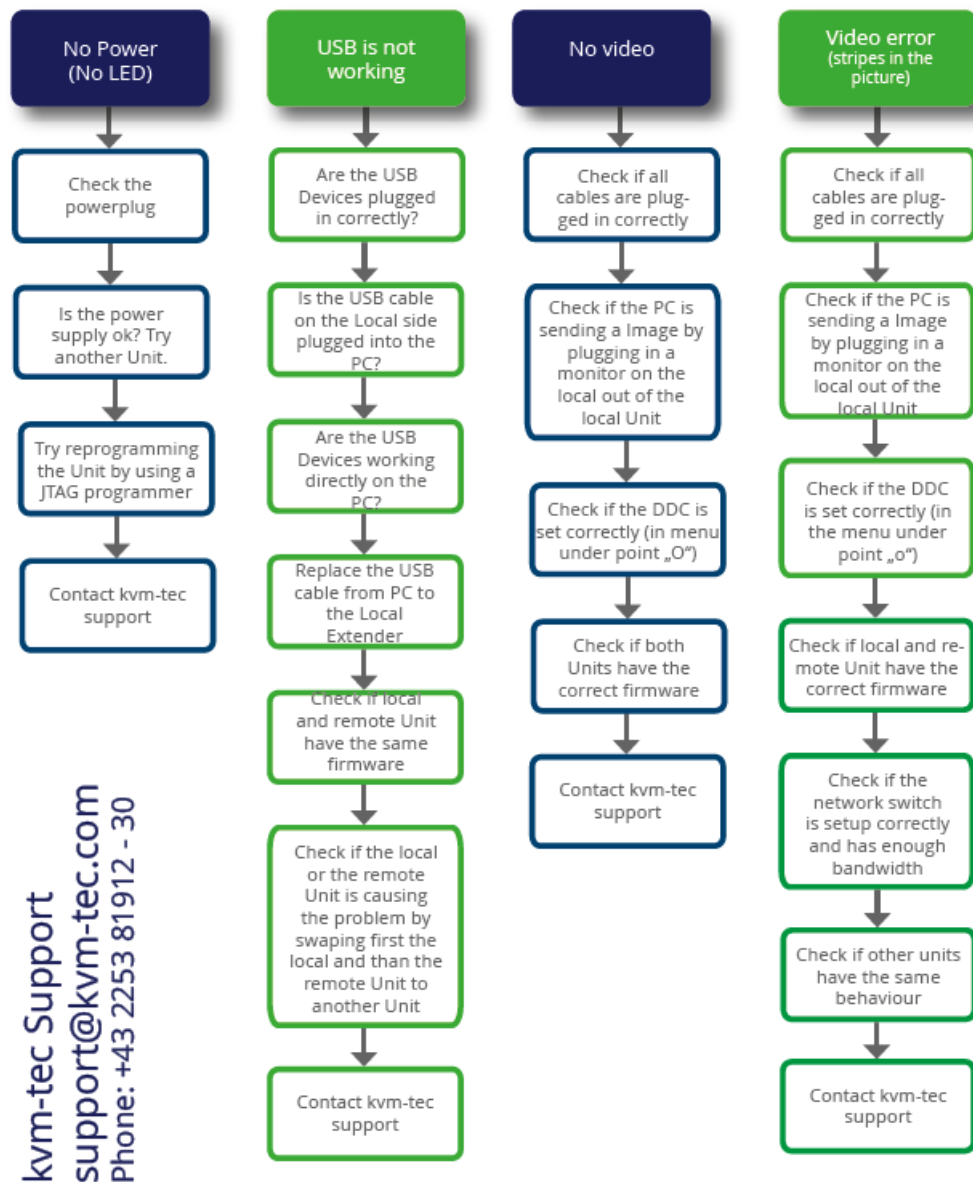 No Power
(No LED)
Check the
powerplug
Is the power
supply ok? Try
another Unit.
Try reprogramming
the Unit by using a
JTAG programmer
Contact kvm-tec
support
USB is not
working
Are the USB
Devices plugged
in correctly?
Is the USB cable
on the Local side
plugged into the
PC?
Are the USB
Devices working
directly on the
PC?
Replace the USB
cable from PC to
the Local
Extender
Check if local
and remote Unit
have the same
firmware
Check if the local
or the remote
Unit is causing
the problem by
swaping first the
local and than the
remote Unit to
another Unit
Contact kvm-tec
support
No video
Check if all
cables are plug-
ged in correctly
Check if the PC is
sending a Image by
plugging in a
monitor on the
local out of the
local Unit
Check if the DDC is
set correctly (in menu
under point „O“)
Check if both
Units have the
correct firmware
Contact kvm-tec
support
Video error
(stripes in the
picture)
Check if all
cables are plug-
ged in correctly
Check if the PC is
sending a Image
by plugging in a
monitor on the
local out of the
local Unit
Check if the DDC
is set correctly (in
the menu under
point „o“)
Check if local and re-
mote Unit have the
correct firmware
Check if the
network switch
is setup correctly
and has enough
bandwidth
Check if other units
have the same
behaviour
Contact kvm-tec
support
kvm-tec Support
support@kvm-tec.com
Phone: +43 2253 81912 - 30